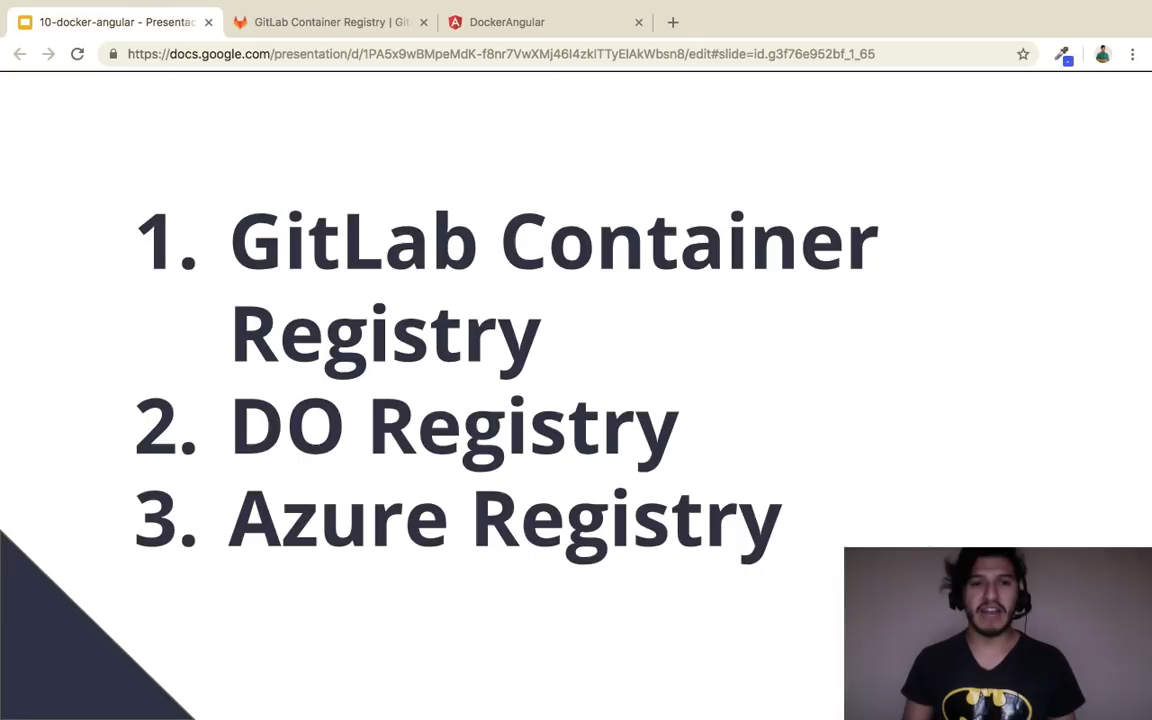 10-docker-angular - Presentac
GitLab Container Registry | Git
DockerAngular
https://docs.google.com/presentation/d/1PA5x9wBMpeMdK-f8nr7VwXMj46I4zkITTyEIAkWbsn8/edit#slide=id.g3f76e952bf_1_65
1. GitLab Container
Registry
2. DO Registry
3. Azure Registry